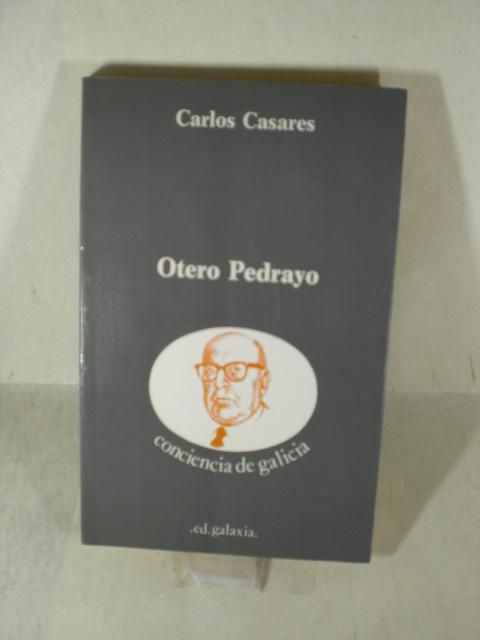 Carlos Casares
Otero Pedrayo
conciencia de galicia
.ed.galaxia.